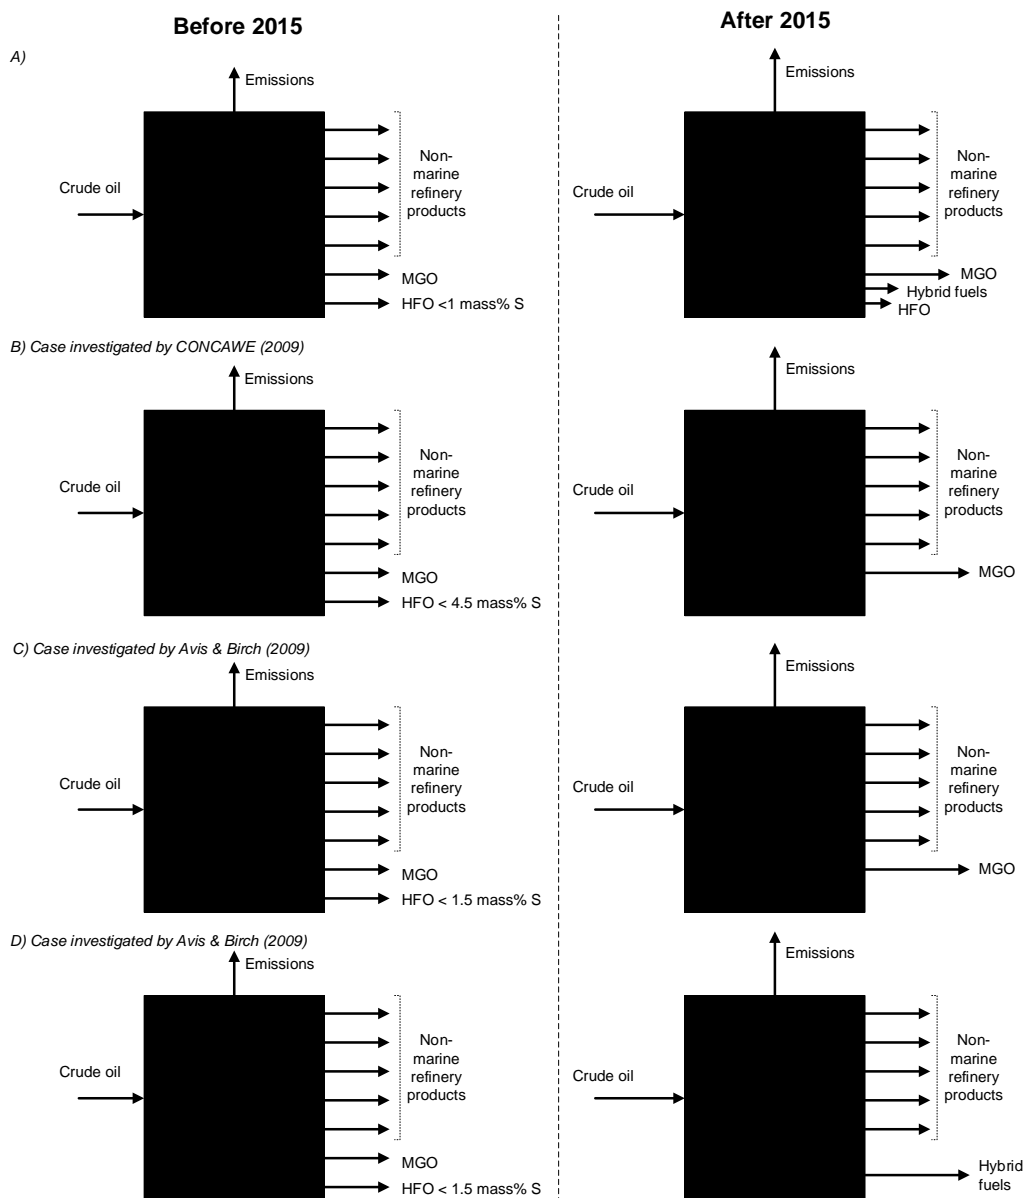 Before 2015
After 2015
A)
Emissions
Crude oil
Non-
marine
refinery
products
MGO
HFO <1 mass% S
Emissions
Crude oil
Non-
marine
refinery
products
MGO
Hybrid fuels
HFO
B) Case investigated by CONCAWE (2009)
Emissions
Crude oil
Non-
marine
refinery
products
MGO
HFO < 4.5 mass% S
Emissions
Crude oil
Non-
marine
refinery
products
MGO
C) Case investigated by Avis & Birch (2009)
Emissions
Crude oil
Non-
marine
refinery
products
MGO
HFO < 1.5 mass% S
Emissions
Crude oil
Non-
marine
refinery
products
MGO
D) Case investigated by Avis & Birch (2009)
Emissions
Crude oil
Non-
marine
refinery
products
MGO
HFO < 1.5 mass% S
Emissions
Crude oil
Non-
marine
refinery
products
Hybrid
fuels